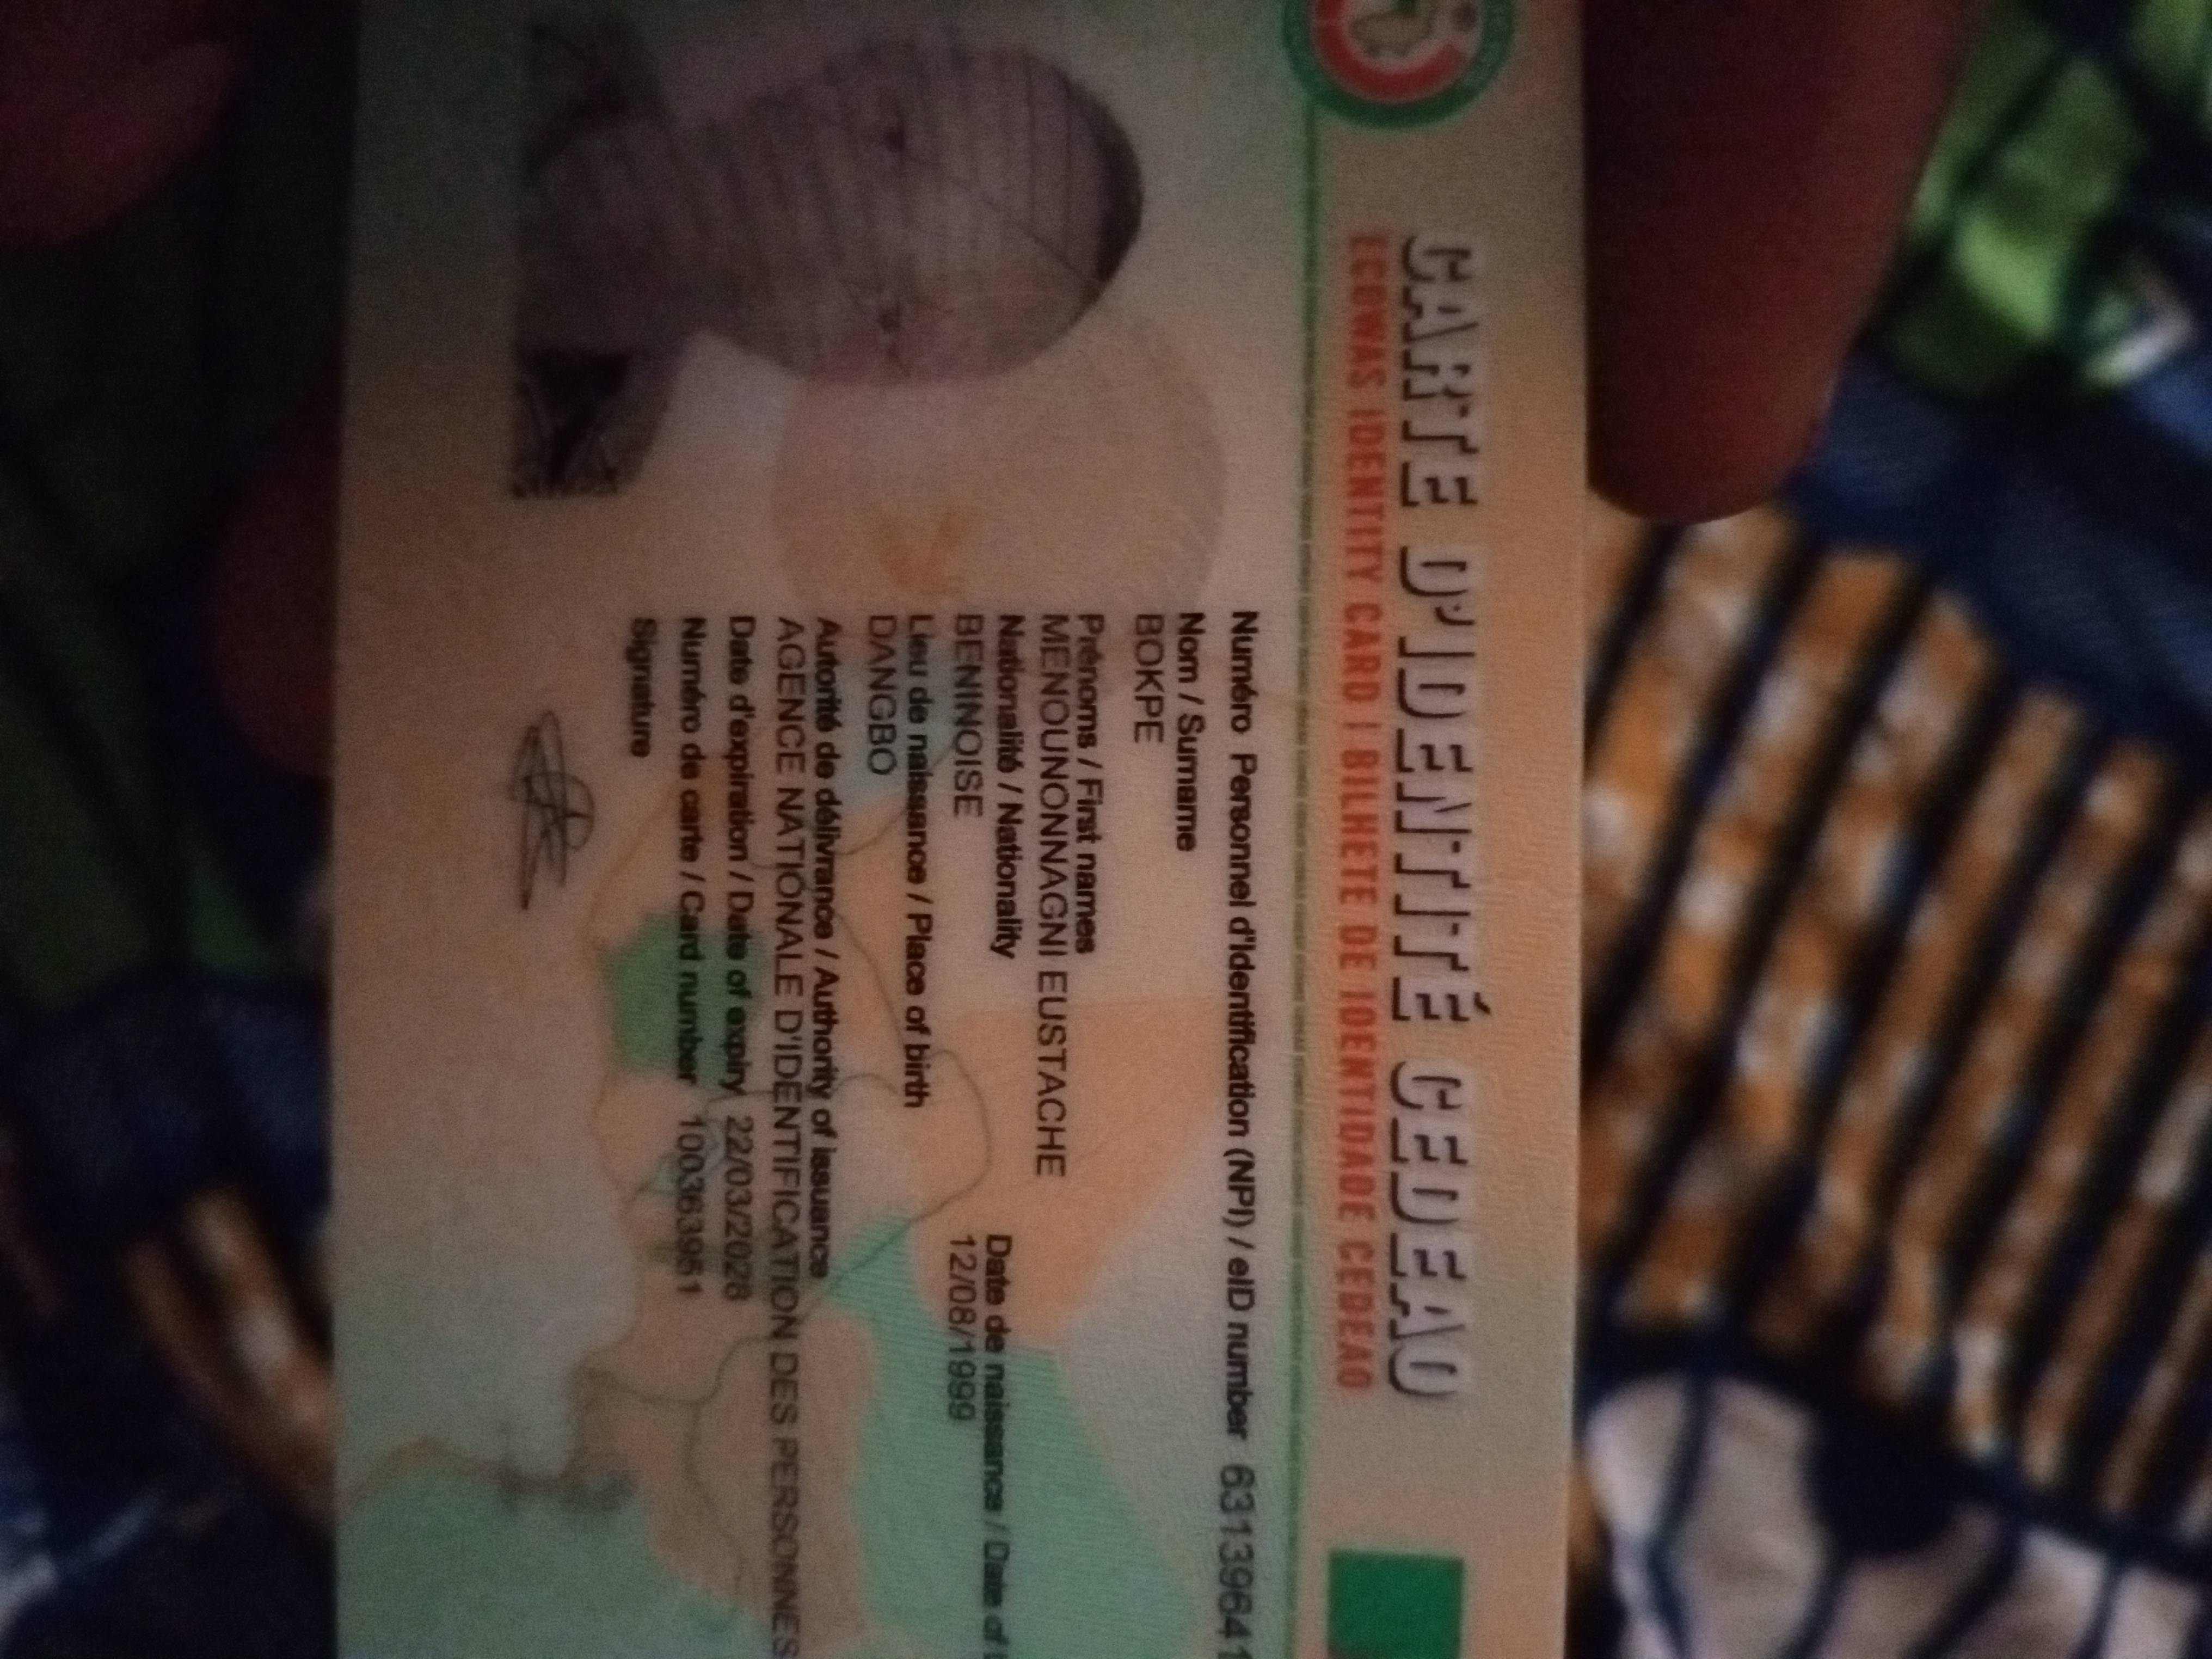 CARTE D'IDENTITÉ CEDEAO
ECOWAS IDENTITY CARD / BILHETE DE IDENTIDADE CEDEAO
Numéro Personnel d'Identification (NPI) / eID number 63139641
Nom / Surname
BOKPE
Prénoms / First names
MENOUNONNAGNI EUSTACHE
Nationalité / Nationality
BENINOISE
Date de naissance / Date of
12/08/1999
Lieu de naissance / Place of birth
DANGBO
Autorité de délivrance / Authority of issuance
AGENCE NATIONALE D'IDENTIFICATION DES PERSONNES
Date d'expiration / Date of expiry 22/03/2028
Numéro de carte / Card number
Signature